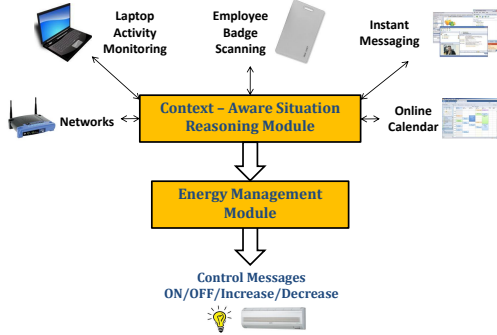 Laptop
Activity
Monitoring
Employee
Badge
Scanning
Instant
Messaging
Networks
Context – Aware Situation
Reasoning Module
Online
Calendar
Energy Management
Module
Control Messages
ON/OFF/Increase/Decrease